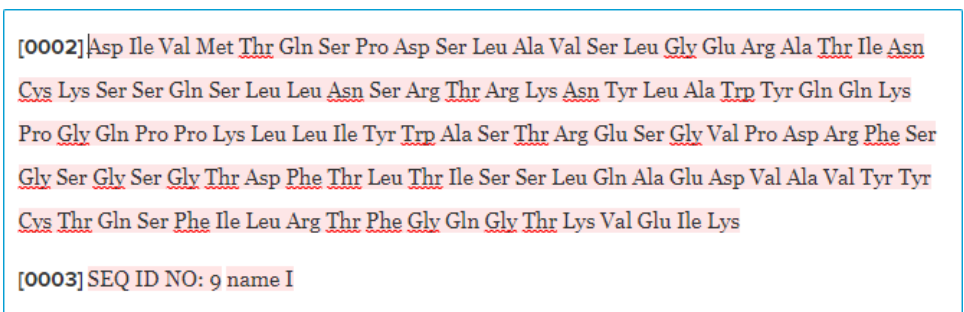 [0002] Asp Ile Val Met Thr Gln Ser Pro Asp Ser Leu Ala Val Ser Leu Gly Glu Arg Ala Thr Ile Asn
Cys Lys Ser Ser Gln Ser Leu Leu Asn Ser Arg Thr Arg Lys Asn Tyr Leu Ala Trp Tyr Gln Gln Lys
Pro Gly Gln Pro Pro Lys Leu Leu Ile Tyr Trp Ala Ser Thr Arg Glu Ser Gly Val Pro Asp Arg Phe Ser
Gly Ser Gly Ser Gly Thr Asp Phe Thr Leu Thr Ile Ser Ser Leu Gln Ala Glu Asp Val Ala Val Tyr Tyr
Cys Thr Gln Ser Phe Ile Leu Arg Thr Phe Gly Gln Gly Thr Lys Val Glu Ile Lys
[0003] SEQ ID NO: 9 name I